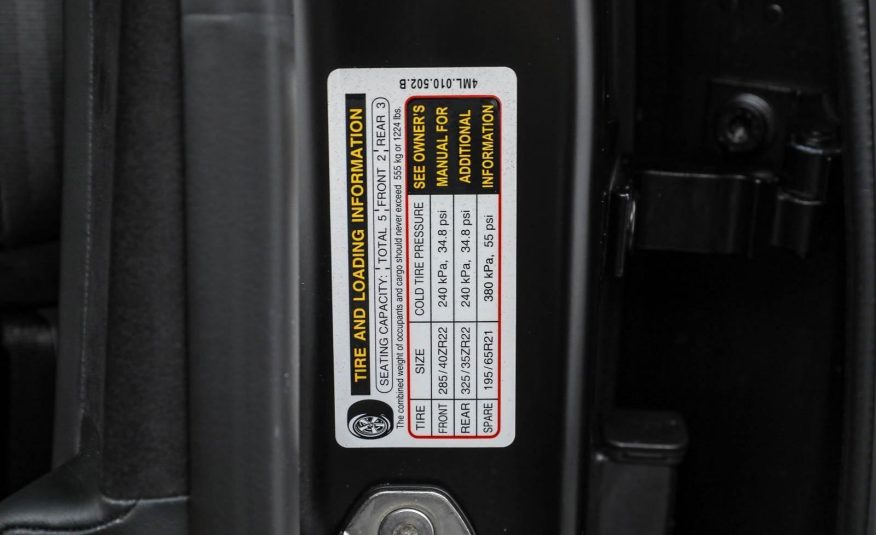 4ML.010.502.B
TIRE AND LOADING INFORMATION
SEATING CAPACITY: TOTAL 5 FRONT 2 REAR 3
The combined weight of occupants and cargo should never exceed 555 kg or 1224 lbs.
TIRE SIZE COLD TIRE PRESSURE SEE OWNER'S
FRONT 285/40ZR22 240 kPa, 34.8 psi MANUAL FOR
REAR 325/35ZR22 240 kPa, 34.8 psi ADDITIONAL
SPARE 195/65R21 380 kPa, 55 psi INFORMATION